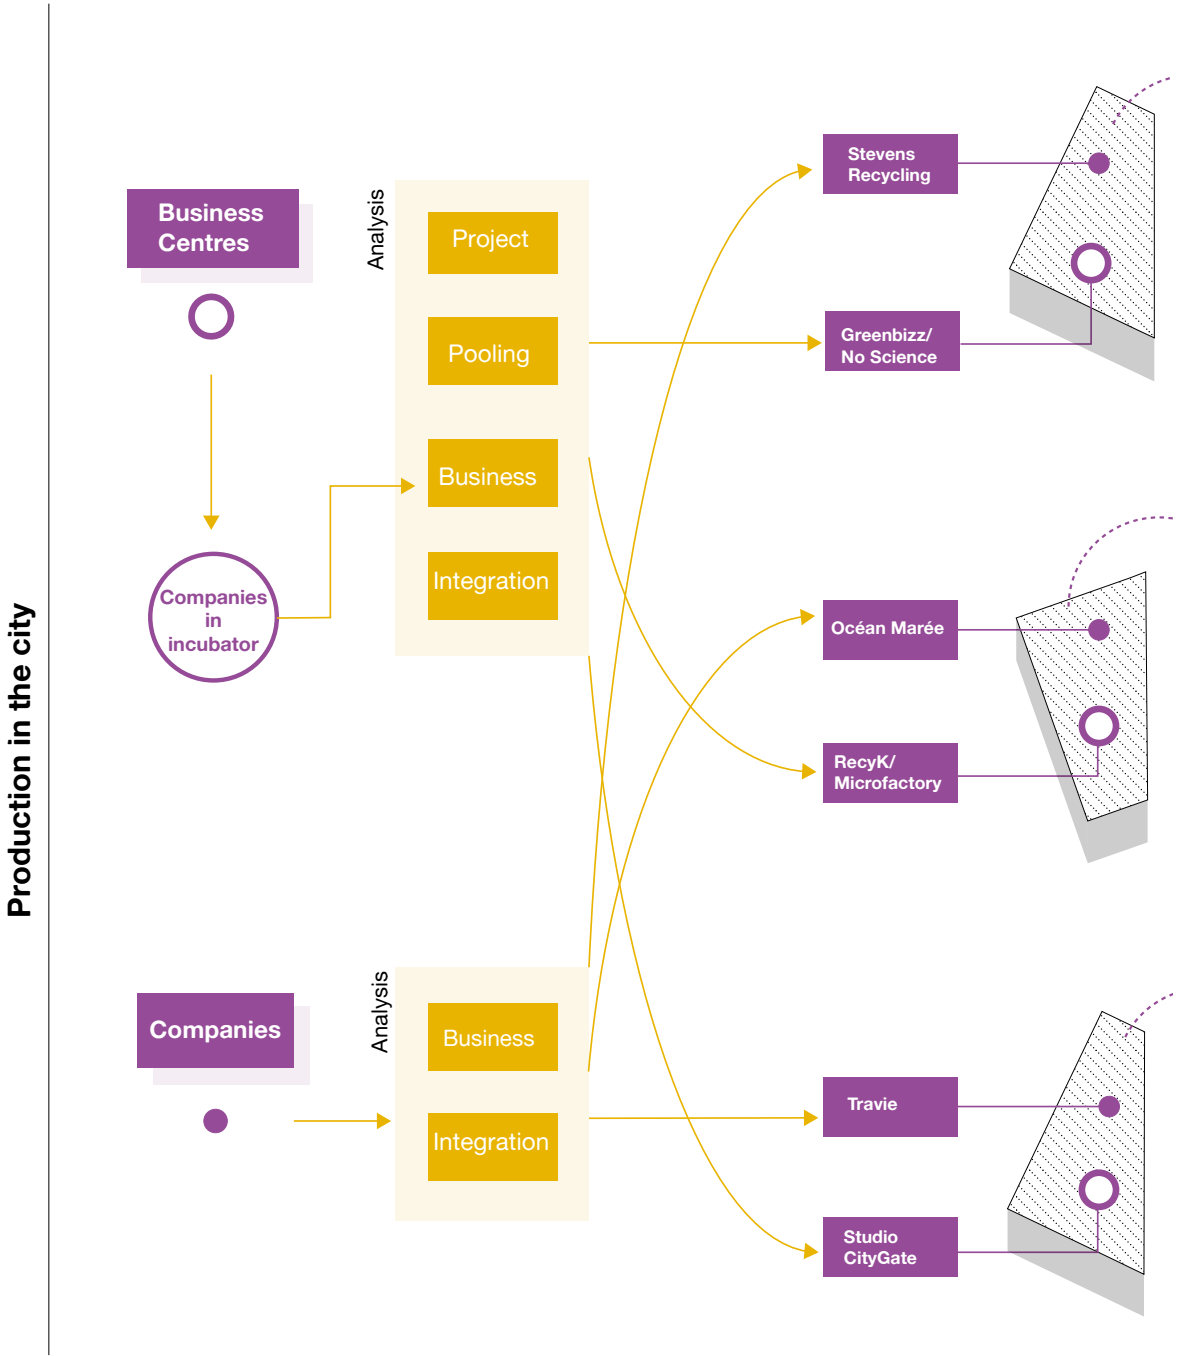 Production in the city
Business
Centres
Companies
in
incubator
Analysis
Project
Pooling
Business
Integration
Stevens
Recycling
Greenbizz/
No Science
Océan Marée
RecyK/
Microfactory
Companies
Analysis
Business
Integration
Travie
Studio
CityGate